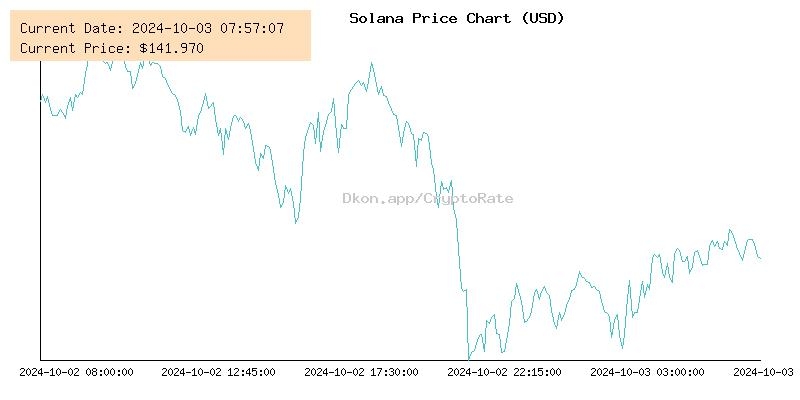 Solana Price Chart (USD)
Current Date: 2024-10-03 07:57:07
Current Price: $141.970
Dkon.app/CryptoRate
2024-10-02 08:00:00
2024-10-02 12:45:00
2024-10-02 17:30:00
2024-10-02 22:15:00
2024-10-03 03:00:00
2024-10-03